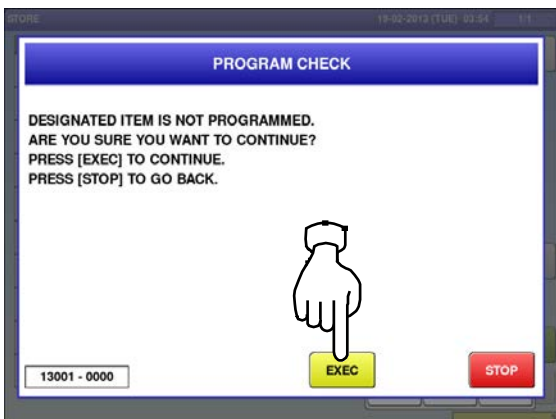 STORE 19-02-2013 (TUE) 03:54 1/1
PROGRAM CHECK
DESIGNATED ITEM IS NOT PROGRAMMED.
ARE YOU SURE YOU WANT TO CONTINUE?
PRESS [EXEC] TO CONTINUE.
PRESS [STOP] TO GO BACK.
13001 - 0000 EXEC STOP